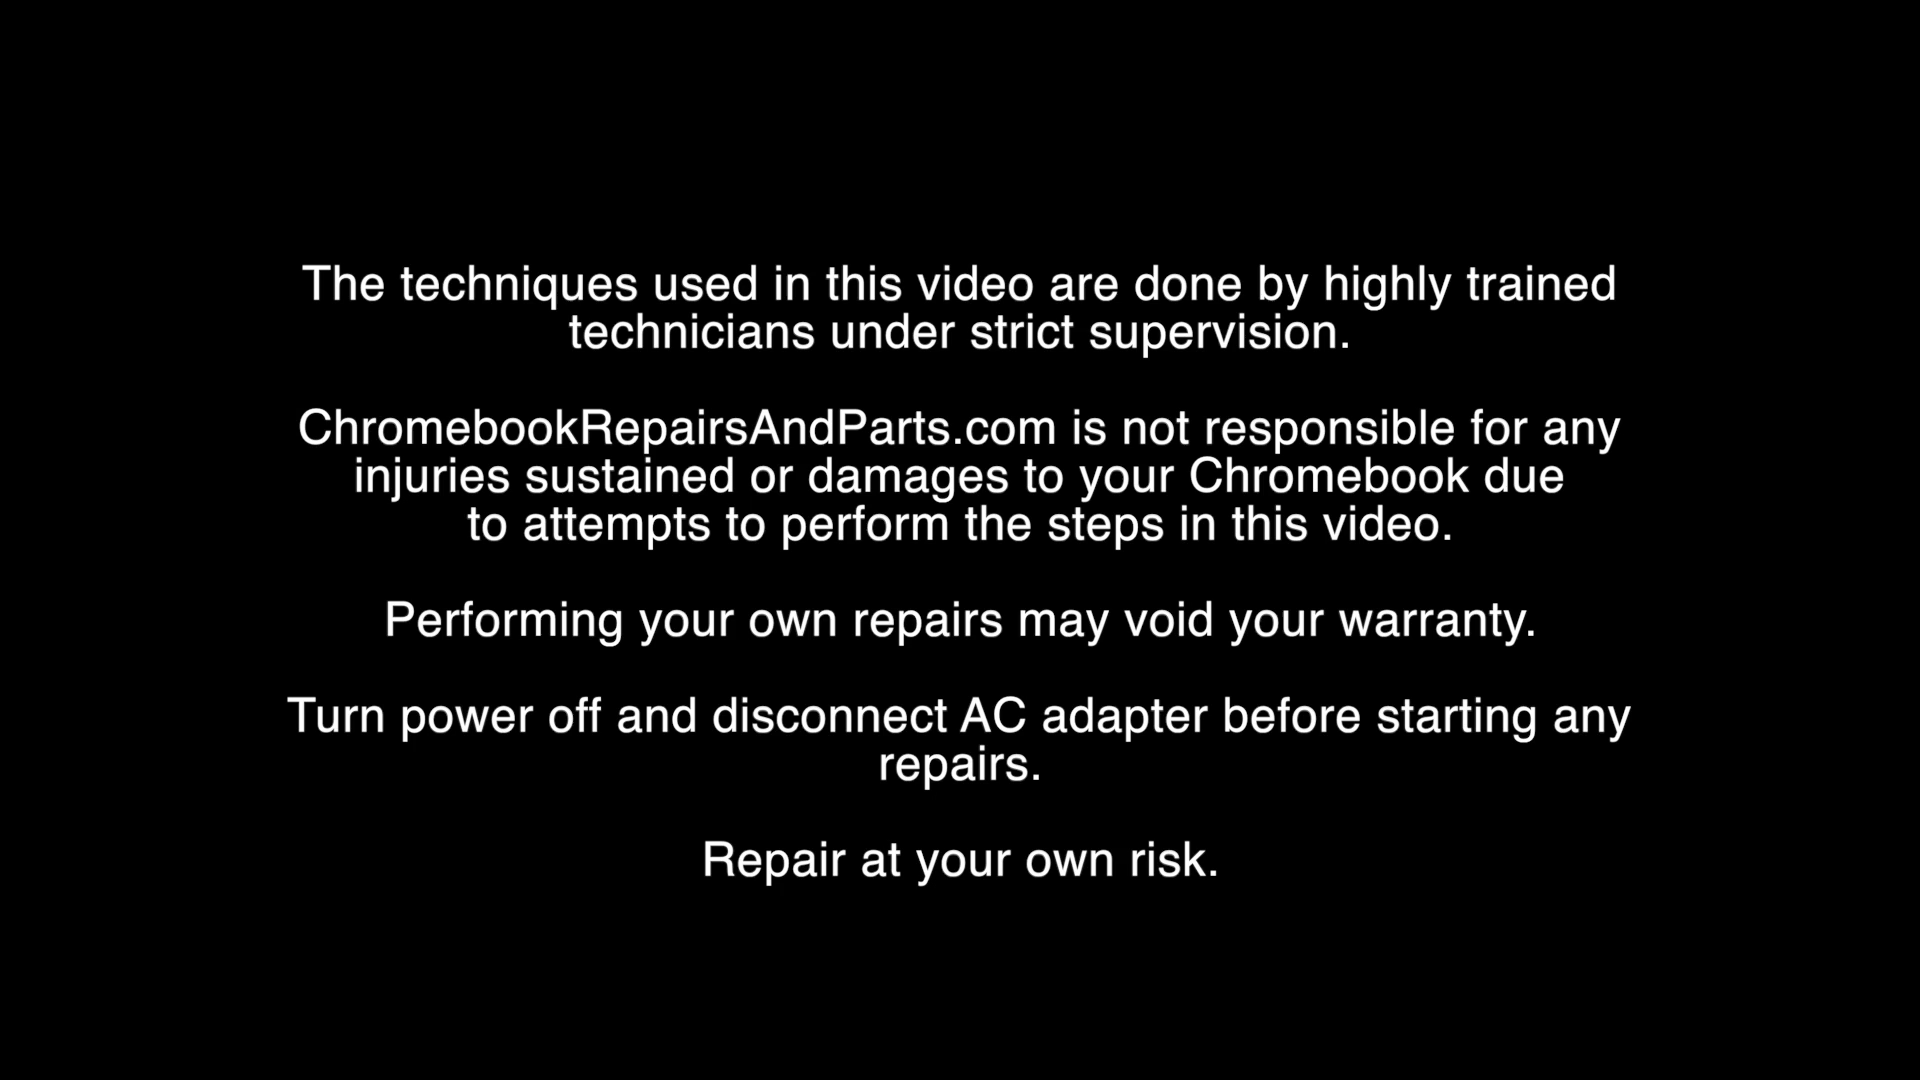 The techniques used in this video are done by highly trained
technicians under strict supervision.
ChromebookRepairsAndParts.com is not responsible for any
injuries sustained or damages to your Chromebook due
to attempts to perform the steps in this video.
Performing your own repairs may void your warranty.
Turn power off and disconnect AC adapter before starting any
repairs.
Repair at your own risk.